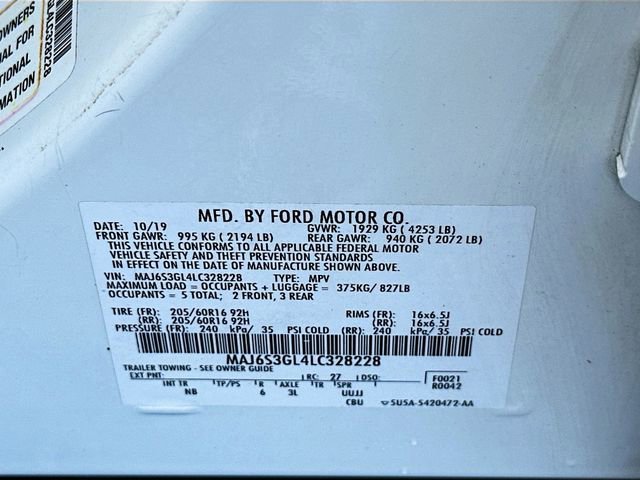 OWNERS
IAL FOR
TIONAL
RMATION
GL4LC328228
MFD. BY FORD MOTOR CO.
DATE: 10/19 GVWR: 1929 KG ( 4253 LB)
FRONT GAWR: 995 KG ( 2194 LB) REAR GAWR: 940 KG ( 2072 LB)
THIS VEHICLE CONFORMS TO ALL APPLICABLE FEDERAL MOTOR
VEHICLE SAFETY AND THEFT PREVENTION STANDARDS
IN EFFECT ON THE DATE OF MANUFACTURE SHOWN ABOVE.
VIN: MAJ6S3GL4LC328228 TYPE: MPV
MAXIMUM LOAD = OCCUPANTS + LUGGAGE = 375KG/ 827LB
OCCUPANTS = 5 TOTAL; 2 FRONT, 3 REAR
TIRE (FR): 205/60R16 92H RIMS (FR): 16x6.5J
(RR): 205/60R16 92H (RR): 16x6.5J
PRESSURE (FR): 240 kPa/ 35 PSI COLD (RR): 240 kPa/ 35 PSI COLD
MAJ6S3GL4LC328228
TRAILER TOWING - SEE OWNER GUIDE
EXT PNT: RC: 27 DSO: F0021
R0042
INT TR TP/PS R AXLE TR SPR
NB 6 3L UUJJ
CBU 5U5A-5420472-AA